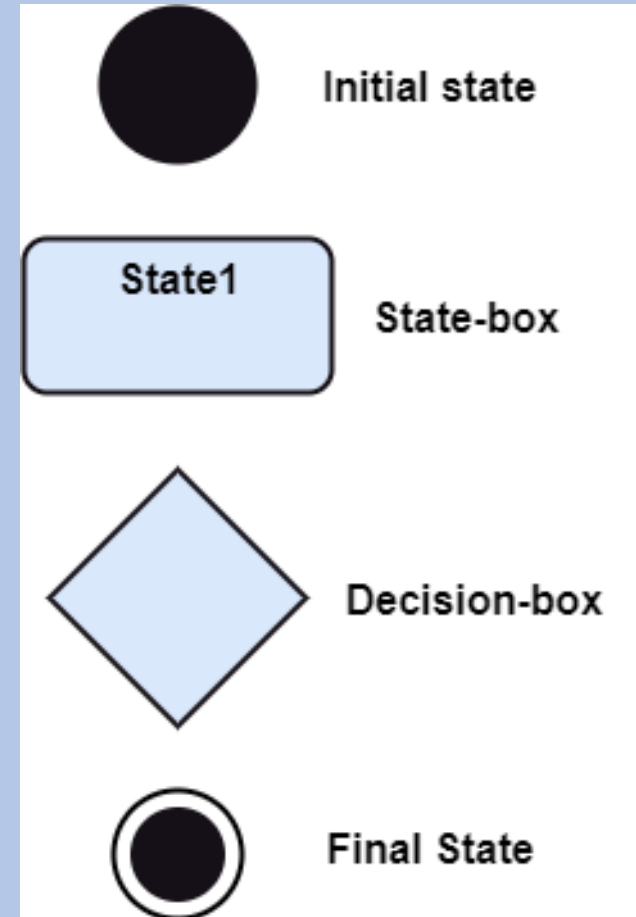 Initial state
State1
State-box
Decision-box
Final State